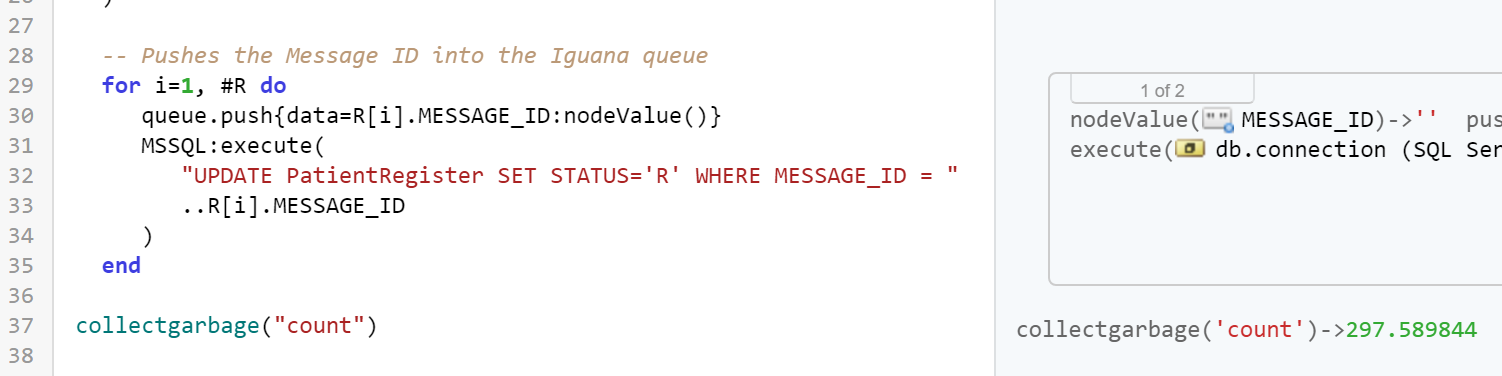 27
28 -- Pushes the Message ID into the Iguana queue
29 for i=1, #R do
30 queue.push{data=R[i].MESSAGE_ID:nodeValue()}
31 MSSQL:execute(
32 "UPDATE PatientRegister SET STATUS='R' WHERE MESSAGE_ID = "
33 ..R[i].MESSAGE_ID
34 )
35 end
36
37 collectgarbage("count")
38
1 of 2
nodeValue("" MESSAGE_ID)->'' pus
execute( db.connection (SQL Ser
collectgarbage('count')->297.589844